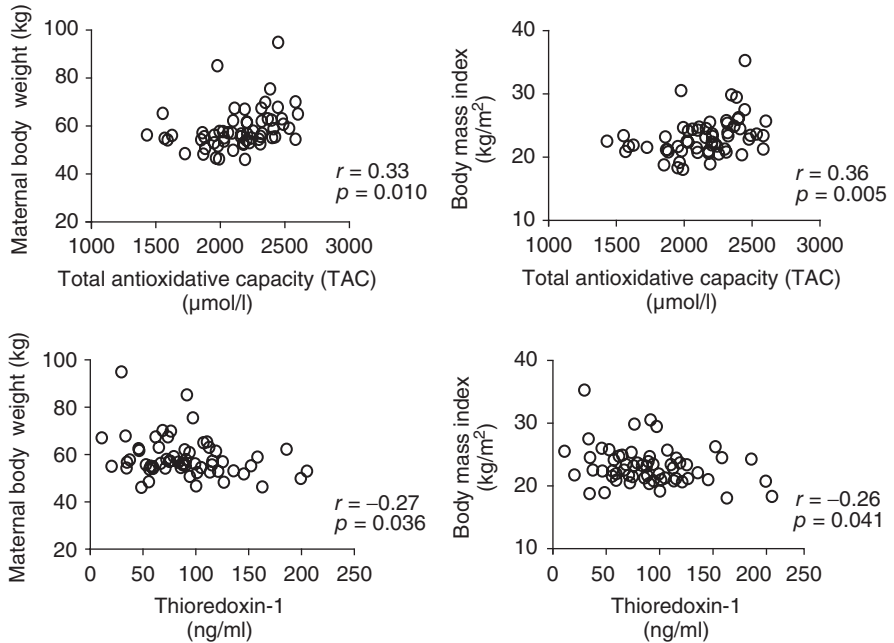 Maternal body weight (kg)
100
80
60
40
20
1000 1500 2000 2500 3000
r = 0.33
p = 0.010
Total antioxidative capacity (TAC)
(µmol/l)
Body mass index
(kg/m²)
40
30
20
10
1000 1500 2000 2500 3000
r = 0.36
p = 0.005
Total antioxidative capacity (TAC)
(µmol/l)
Maternal body weight (kg)
100
80
60
40
20
0 50 100 150 200 250
r = −0.27
p = 0.036
Thioredoxin-1
(ng/ml)
Body mass index
(kg/m²)
40
30
20
10
0 50 100 150 200 250
r = −0.26
p = 0.041
Thioredoxin-1
(ng/ml)